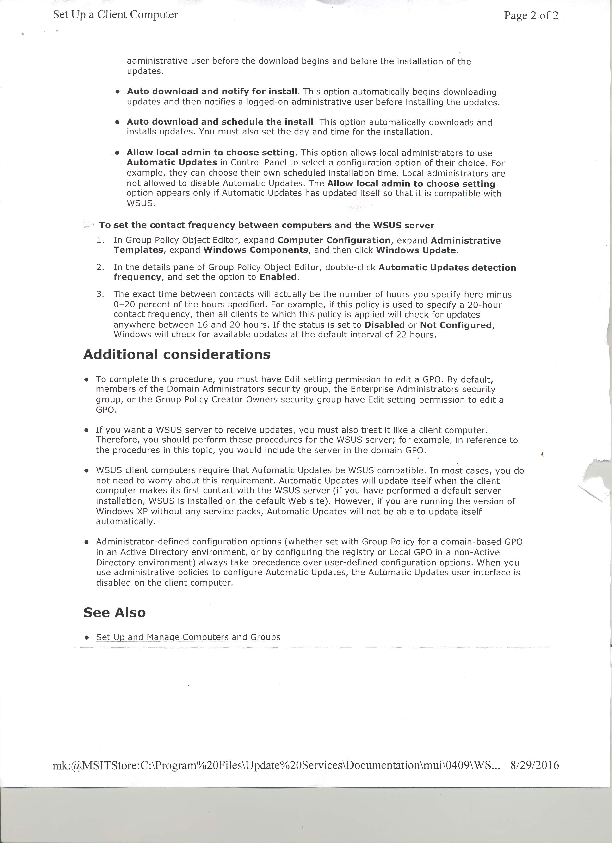 Set Up a Client Computer
Page 2 of 2
administrative user before the download begins and before the installation of the
updates.
• Auto download and notify for install. This option automatically begins downloading
updates and then notifies a logged-on administrative user before installing the updates.
• Auto download and schedule the install. This option automatically downloads and
installs updates. You must also set the day and time for the installation.
• Allow local admin to choose setting. This option allows local administrators to use
Automatic Updates in Control Panel to select a configuration option of their choice. For
example, they can choose their own scheduled installation time. Local administrators are
not allowed to disable Automatic Updates. The Allow local admin to choose setting
option appears only if Automatic Updates has updated itself so that it is compatible with
WSUS.
To set the contact frequency between computers and the WSUS server
1. In Group Policy Object Editor, expand Computer Configuration, expand Administrative
Templates, expand Windows Components, and then click Windows Update.
2. In the details pane of Group Policy Object Editor, double-click Automatic Updates detection
frequency, and set the option to Enabled.
3. The exact time between contacts will actually be the number of hours you specify here minus
0–20 percent of the hours specified. For example, if this policy is used to specify a 20-hour
contact frequency, then all clients to which this policy is applied will check for updates
anywhere between 16 and 20 hours. If the status is set to Disabled or Not Configured,
Windows will check for available updates at the default interval of 22 hours.
Additional considerations
• To complete this procedure, you must have Edit setting permission to edit a GPO. By default,
members of the Domain Administrators security group, the Enterprise Administrators security
group, or the Group Policy Creator Owners security group have Edit setting permission to edit a
GPO.
• If you want a WSUS server to receive updates, you must also treat it like a client computer.
Therefore, you should perform these procedures for the WSUS server; for example, in reference to
the procedures in this topic, you would include the server in the domain GPO.
• WSUS client computers require that Automatic Updates be WSUS compatible. In most cases, you do
not need to worry about this requirement. Automatic Updates will update itself when the client
computer makes its first contact with the WSUS server (if you have performed a default server
installation, WSUS is installed on the default Web site). However, if you are running the version of
Windows XP without any service packs, Automatic Updates will not be able to update itself
automatically.
• Administrator-defined configuration options (whether set with Group Policy for a domain-based GPO
in an Active Directory environment, or by configuring the registry or Local GPO in a non-Active
Directory environment) always take precedence over user-defined configuration options. When you
use administrative policies to configure Automatic Updates, the Automatic Updates user interface is
disabled on the client computer.
See Also
• Set Up and Manage Computers and Groups
mk:@MSITStore:C:\Program%20Files\Update%20Services\Documentation\mui\0409\WS...
8/29/2016